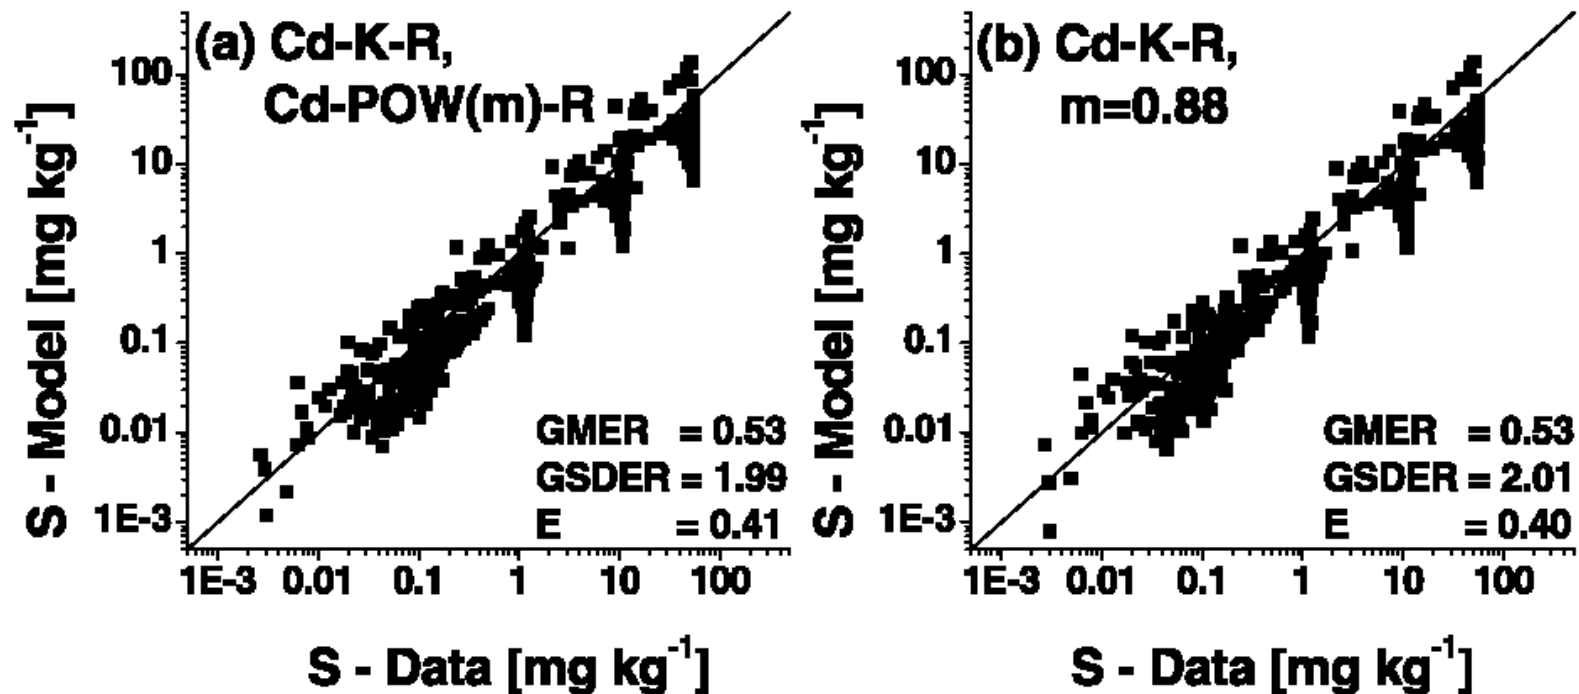 (a) Cd-K-R,
Cd-POW(m)-R
S - Model [mg kg⁻¹]
100
10
1
0.1
0.01
1E-3
GMER = 0.53
GSDER = 1.99
E = 0.41
1E-3 0.01 0.1 1 10 100
S - Data [mg kg⁻¹]
(b) Cd-K-R,
m=0.88
S - Model [mg kg⁻¹]
100
10
1
0.1
0.01
1E-3
GMER = 0.53
GSDER = 2.01
E = 0.40
1E-3 0.01 0.1 1 10 100
S - Data [mg kg⁻¹]